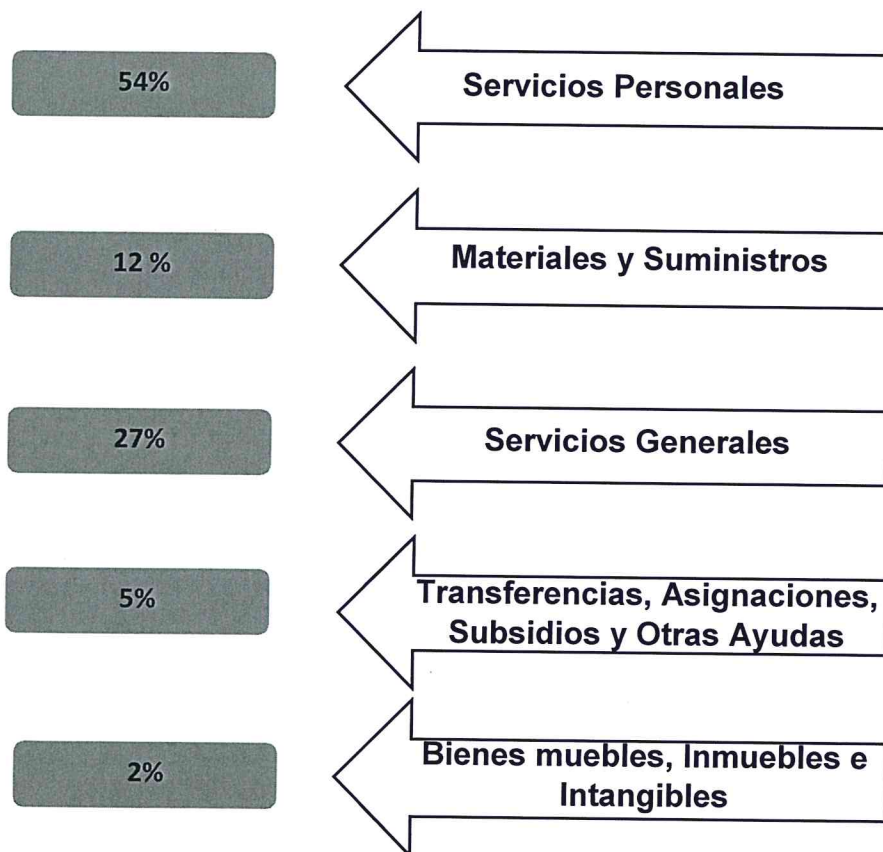 54%
Servicios Personales
12 %
Materiales y Suministros
27%
Servicios Generales
5%
Transferencias, Asignaciones,
Subsidios y Otras Ayudas
2%
Bienes muebles, Inmuebles e
Intangibles